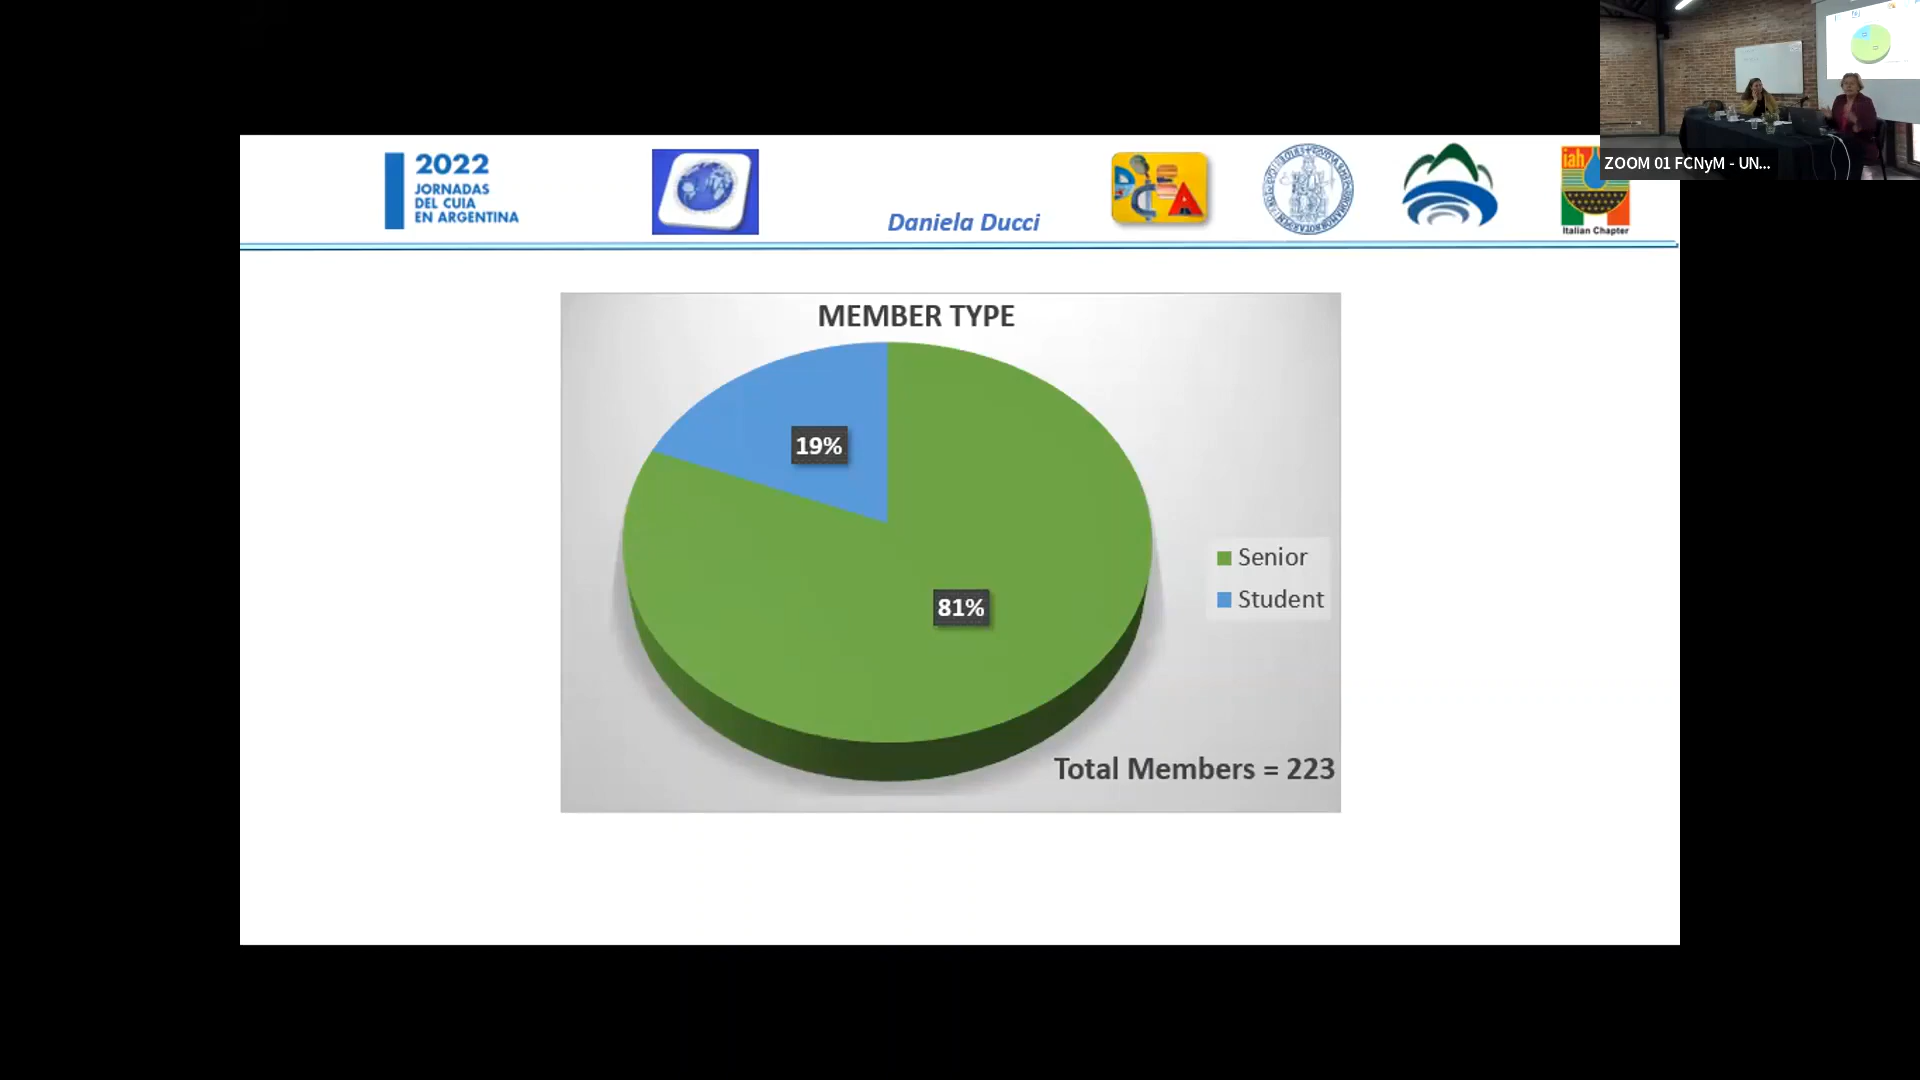 2022
JORNADAS
DEL CUIA
EN ARGENTINA
Daniela Ducci
iah
Italian Chapter
ZOOM 01 FCNyM - UN...
MEMBER TYPE
19%
81%
Senior
Student
Total Members = 223